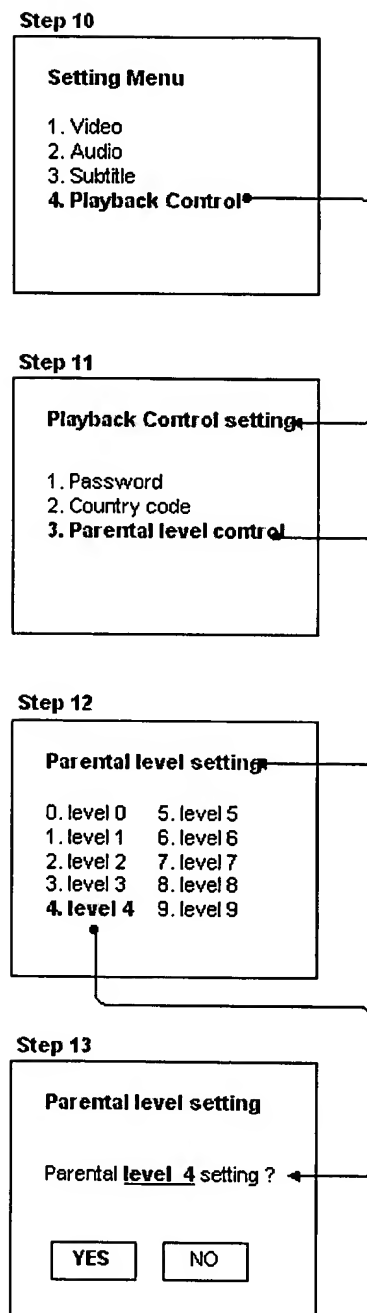 Step 10
Setting Menu
1. Video
2. Audio
3. Subtitle
4. Playback Control
Step 11
Playback Control setting
1. Password
2. Country code
3. Parental level control
Step 12
Parental level setting
0. level 0 5. level 5
1. level 1 6. level 6
2. level 2 7. level 7
3. level 3 8. level 8
4. level 4 9. level 9
Step 13
Parental level setting
Parental level 4 setting ?
YES NO